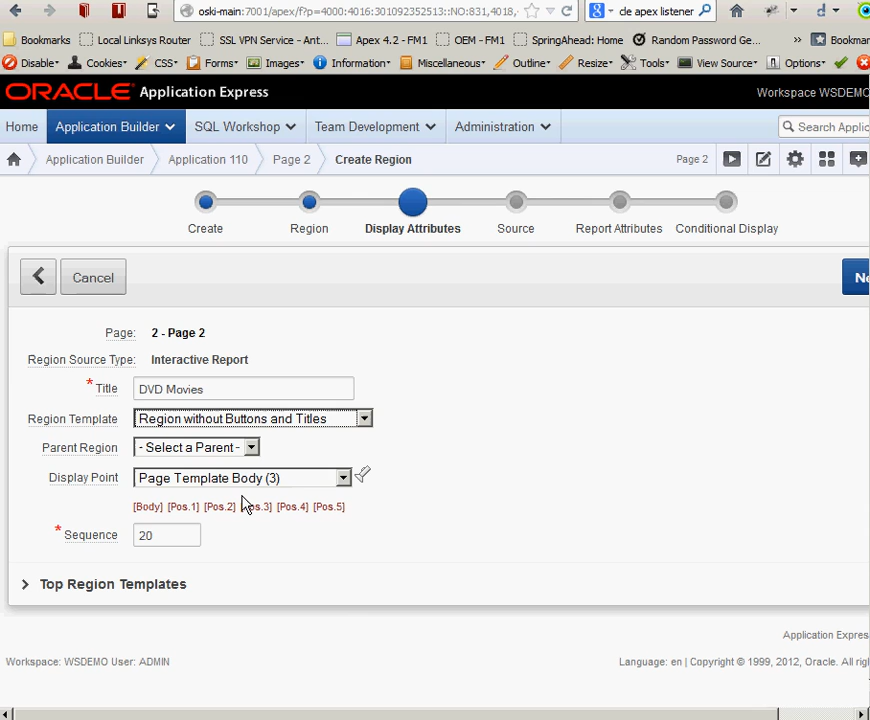 oski-main:7001/apex/f?p=4000:4016:301092352513::NO:831,4018, cle apex listener
Bookmarks Local Linksys Router SSL VPN Service - Ant... Apex 4.2 - FM1 OEM - FM1 SpringAhead: Home Random Password Ge... » Bookmar
Disable Cookies CSS Forms Images Information Miscellaneous Outline Resize Tools View Source Options
ORACLE Application Express Workspace WSDEMO
Home Application Builder SQL Workshop Team Development Administration Search Applic
Application Builder Application 110 Page 2 Create Region Page 2
Create Region Display Attributes Source Report Attributes Conditional Display
Cancel Ne
Page: 2 - Page 2
Region Source Type: Interactive Report
* Title DVD Movies
Region Template Region without Buttons and Titles
Parent Region - Select a Parent -
Display Point Page Template Body (3)
[Body] [Pos.1] [Pos.2] os.3] [Pos.4] [Pos.5]
* Sequence 20
Top Region Templates
Application Expres
Workspace: WSDEMO User: ADMIN Language: en | Copyright © 1999, 2012, Oracle. All rig